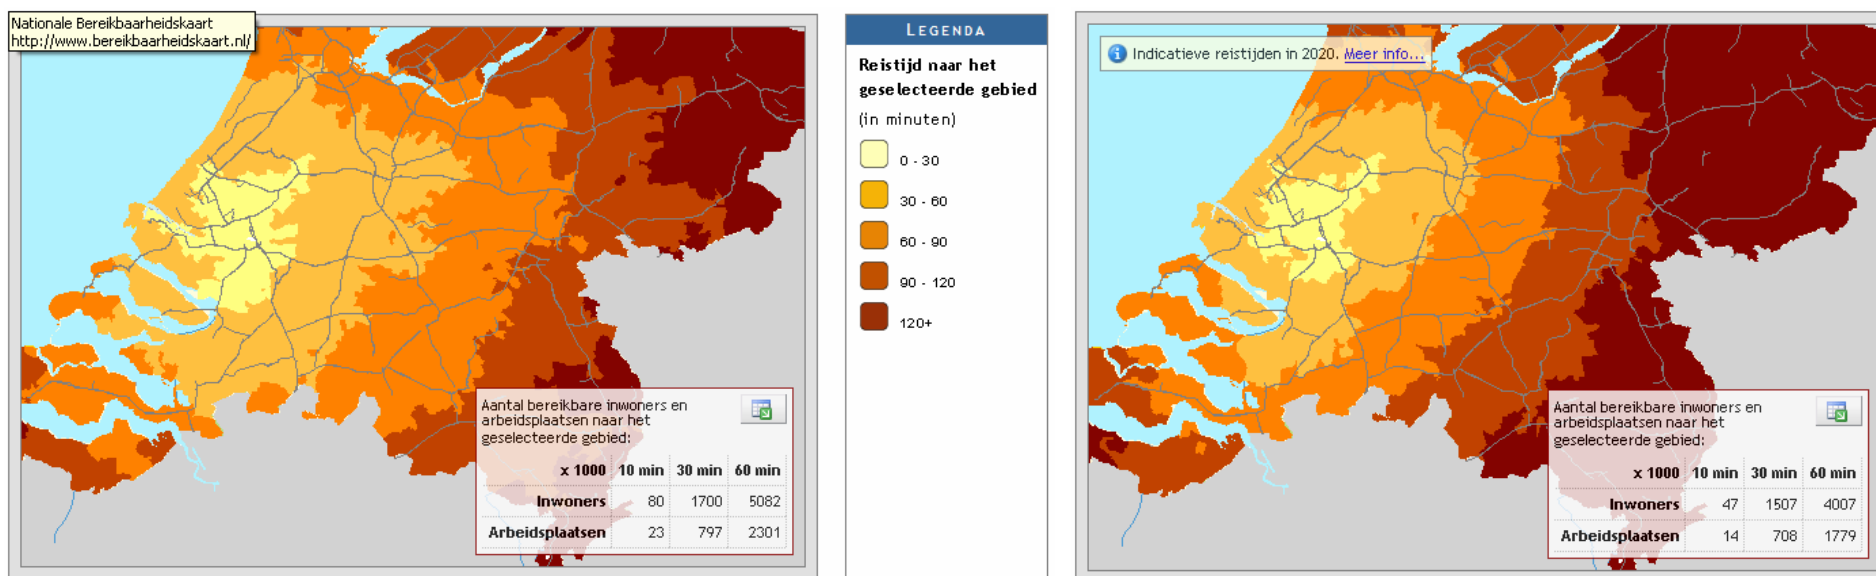 Nationale Bereikbaarheidskaart
http://www.bereikbaarheidskaart.nl/
Aantal bereikbare inwoners en
arbeidsplaatsen naar het
geselecteerde gebied:
x 1000 10 min 30 min 60 min
Inwoners 80 1700 5082
Arbeidsplaatsen 23 797 2301
LEGENDA
Reistijd naar het
geselecteerde gebied
(in minuten)
0 - 30
30 - 60
60 - 90
90 - 120
120+
Indicatieve reistijden in 2020. Meer info...
Aantal bereikbare inwoners en
arbeidsplaatsen naar het
geselecteerde gebied:
x 1000 10 min 30 min 60 min
Inwoners 47 1507 4007
Arbeidsplaatsen 14 708 1779